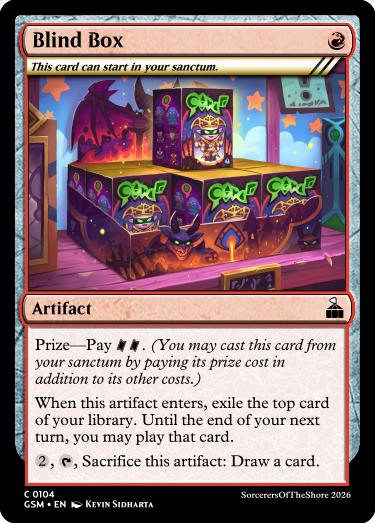 Blind Box
This card can start in your sanctum.
Artifact
Prize—Pay. (You may cast this card from
your sanctum by paying its prize cost in
addition to its other costs.)
When this artifact enters, exile the top card
of your library. Until the end of your next
turn, you may play that card.
2, , Sacrifice this artifact: Draw a card.
C 0104
GSM • EN Kevin Sidharta
SorcerersOfTheShore 2026